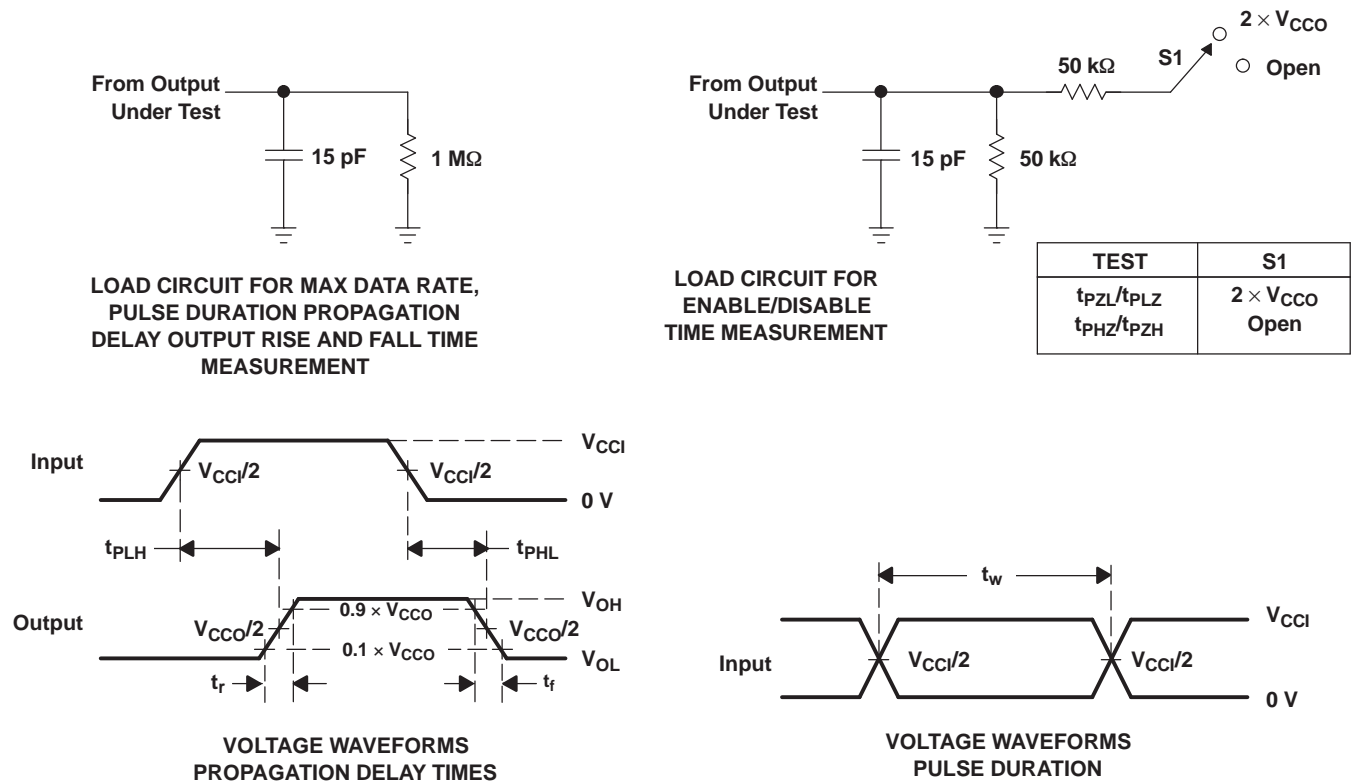 From Output
Under Test
15 pF
1 MΩ
LOAD CIRCUIT FOR MAX DATA RATE,
PULSE DURATION PROPAGATION
DELAY OUTPUT RISE AND FALL TIME
MEASUREMENT
From Output
Under Test
15 pF
50 kΩ
50 kΩ
S1
2 × VCCO
Open
LOAD CIRCUIT FOR
ENABLE/DISABLE
TIME MEASUREMENT
TEST S1
tPZL/tPLZ 2 × VCCO
tPHZ/tPZH Open
Input
VCCI/2
VCCI/2
VCCI
0 V
tPLH
tPHL
Output
VCCO/2
0.9 × VCCO
0.1 × VCCO
VCCO/2
VOH
VOL
tr
tf
VOLTAGE WAVEFORMS
PROPAGATION DELAY TIMES
tw
Input
VCCI/2
VCCI/2
VCCI
0 V
VOLTAGE WAVEFORMS
PULSE DURATION